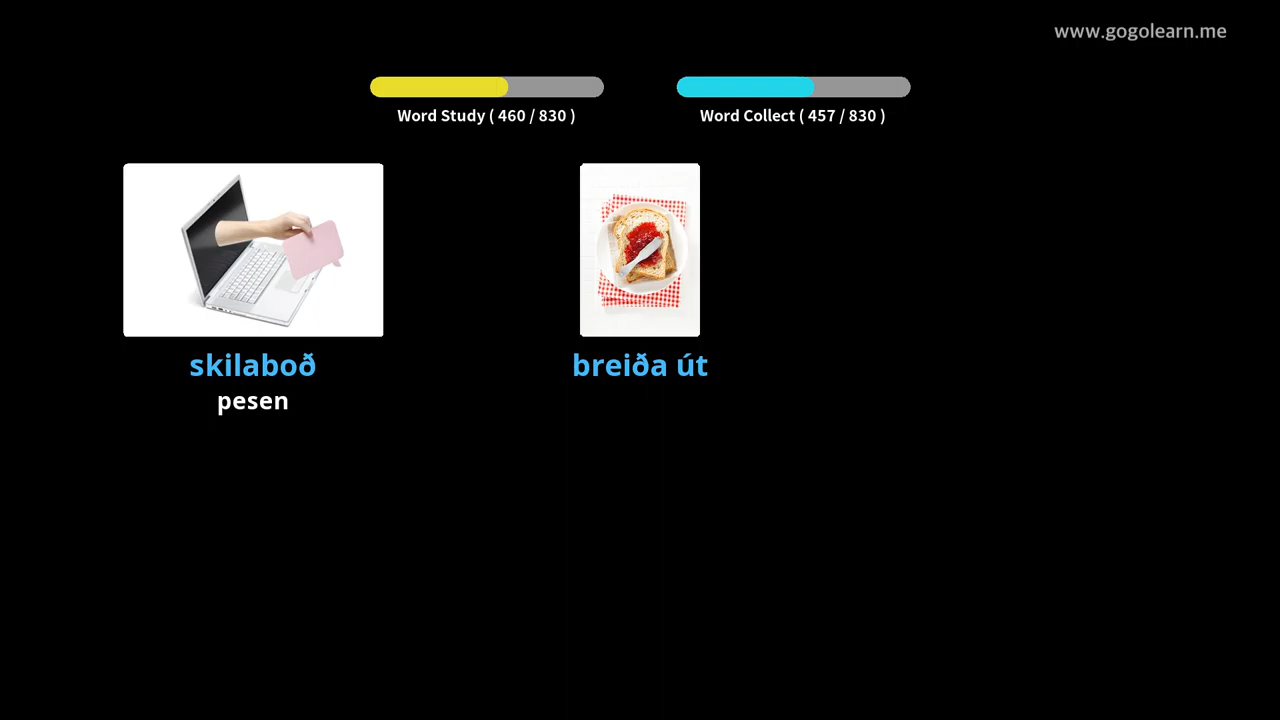 www.gogolearn.me
Word Study ( 460 / 830 )
Word Collect ( 457 / 830 )
skilaboð
pesen
breiða út